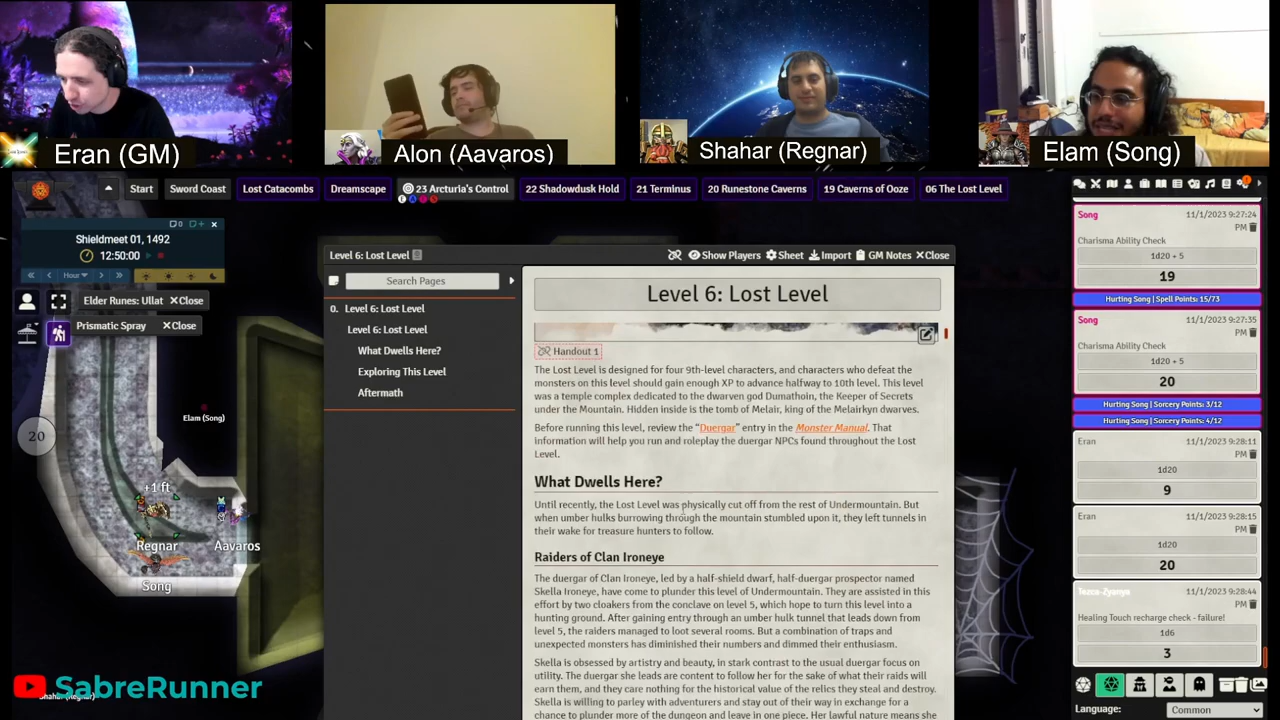 Eran (GM)
Alon (Aavaros)
Shahar (Regnar)
Elam (Song)
Start
Sword Coast
Lost Catacombs
Dreamscape
23 Arcturia's Control
22 Shadowdusk Hold
21 Terminus
20 Runestone Caverns
19 Caverns of Ooze
06 The Lost Level
Shieldmeet 01, 1492
12:50:00
Hour
Elder Runes: Ullat
Close
Prismatic Spray
Close
20
Elam (Song)
+1 ft
Regnar
Aavaros
Song
SabreRunner
Level 6: Lost Level
Show Players
Sheet
Import
GM Notes
Close
Search Pages
0. Level 6: Lost Level
Level 6: Lost Level
What Dwells Here?
Exploring This Level
Aftermath
Level 6: Lost Level
Handout 1
The Lost Level is designed for four 9th-level characters, and characters who defeat the
monsters on this level should gain enough XP to advance halfway to 10th level. This level
was a temple complex dedicated to the dwarven god Dumathoin, the Keeper of Secrets
under the Mountain. Hidden inside is the tomb of Melair, king of the Melairkyn dwarves.
Before running this level, review the “Duergar” entry in the Monster Manual. That
information will help you run and roleplay the duergar NPCs found throughout the Lost
Level.
What Dwells Here?
Until recently, the Lost Level was physically cut off from the rest of Undermountain. But
when umber hulks burrowing through the mountain stumbled upon it, they left tunnels in
their wake for treasure hunters to follow.
Raiders of Clan Ironeye
The duergar of Clan Ironeye, led by a half-shield dwarf, half-duergar prospector named
Skella Ironeye, have come to plunder this level of Undermountain. They are assisted in this
effort by two cloakers from the conclave on level 5, which hope to turn this level into a
hunting ground. After gaining entry through an umber hulk tunnel that leads down from
level 5, the raiders managed to loot several rooms. But a combination of traps and
unexpected monsters has diminished their numbers and dimmed their enthusiasm.
Skella is obsessed by artistry and beauty, in stark contrast to the usual duergar focus on
utility. The duergar she leads are content to follow her for the sake of what their raids will
earn them, and they care nothing for the historical value of the relics they steal and destroy.
Skella is willing to parley with adventurers and stay out of their way in exchange for a
chance to plunder more of the dungeon and leave in one piece. Her lawful nature means she
Song
11/1/2023 9:27:24
PM
Charisma Ability Check
1d20 + 5
19
Hurting Song | Spell Points: 15/73
Song
11/1/2023 9:27:35
PM
Charisma Ability Check
1d20 + 5
20
Hurting Song | Sorcery Points: 3/12
Hurting Song | Sorcery Points: 4/12
Eran
11/1/2023 9:28:11
PM
1d20
9
Eran
11/1/2023 9:28:15
PM
1d20
20
Tezca-Zyanya
11/1/2023 9:28:44
PM
Healing Touch recharge check - failure!
1d6
3
Language:
Common